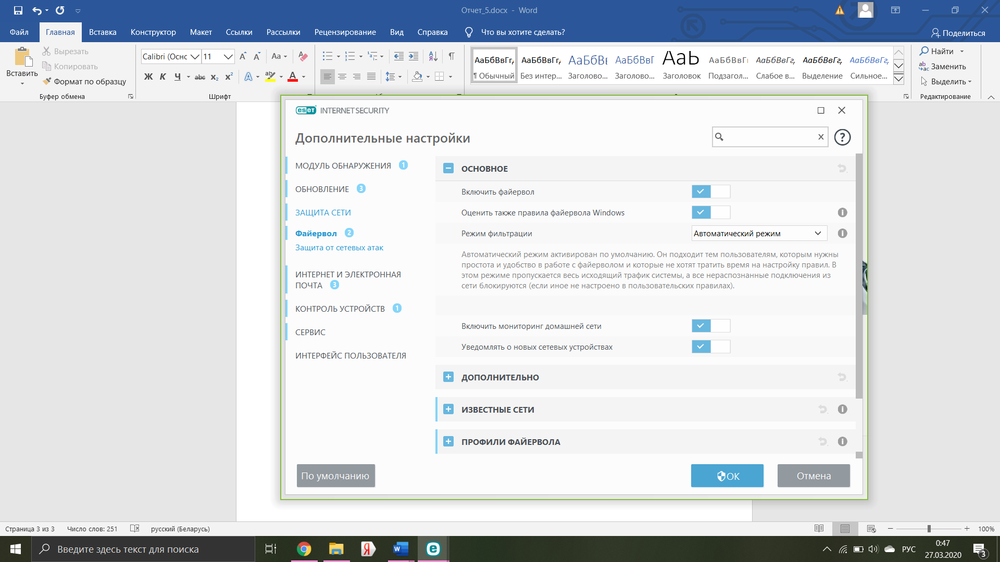 Отчет_5.docx - Word
Файл Главная Вставка Конструктор Макет Ссылки Рассылки Рецензирование Вид Справка Что вы хотите сделать? Поделиться
Вставить
Вырезать
Копировать
Формат по образцу
Буфер обмена
Calibri (Осно 11 Aa
Ж К Ч abc x₂ x² A aby A
Шрифт
АаБбВвГг, АаБбВвГг, АаБбВв АаБбВвГ АаЬ АаБбВвГг АаБбВвГг, АаБбВвГг, АаБбВвГг,
¶ Обычный Без интер... Заголово... Заголово... Заголовок Подзагол... Слабое в... Выделение Сильное...
Найти
Заменить
Выделить
Редактирование
eseT INTERNET SECURITY
Дополнительные настройки
x ?
МОДУЛЬ ОБНАРУЖЕНИЯ 1
ОБНОВЛЕНИЕ 3
ЗАЩИТА СЕТИ
Файервол 2
Защита от сетевых атак
ИНТЕРНЕТ И ЭЛЕКТРОННАЯ
ПОЧТА 3
КОНТРОЛЬ УСТРОЙСТВ 1
СЕРВИС
ИНТЕРФЕЙС ПОЛЬЗОВАТЕЛЯ
ОСНОВНОЕ
Включить файервол
Оценить также правила файервола Windows
Режим фильтрации Автоматический режим
Автоматический режим активирован по умолчанию. Он подходит тем пользователям, которым нужны
простота и удобство в работе с файерволом и которые не хотят тратить время на настройку правил. В
этом режиме пропускается весь исходящий трафик системы, а все нераспознанные подключения из
сети блокируются (если иное не настроено в пользовательских правилах).
Включить мониторинг домашней сети
Уведомлять о новых сетевых устройствах
ДОПОЛНИТЕЛЬНО
ИЗВЕСТНЫЕ СЕТИ
ПРОФИЛИ ФАЙЕРВОЛА
По умолчанию ОК Отмена
Страница 3 из 3 Число слов: 251 русский (Беларусь) 100%
Введите здесь текст для поиска
РУС
0:47
27.03.2020
3